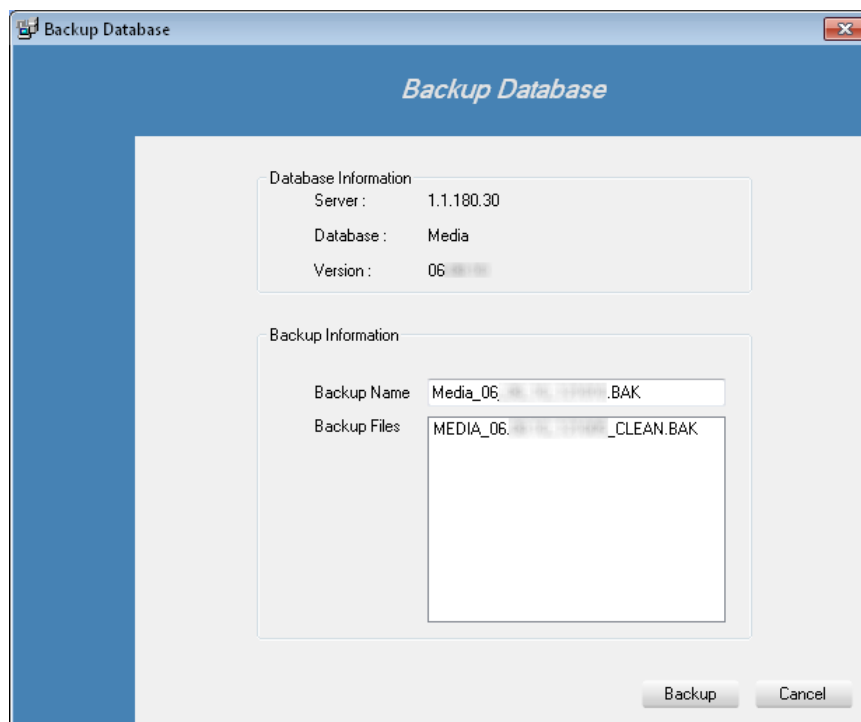 Backup Database
Backup Database
Database Information
Server : 1.1.180.30
Database : Media
Version : 06
Backup Information
Backup Name Media_06 .BAK
Backup Files MEDIA_06. _CLEAN.BAK
Backup Cancel